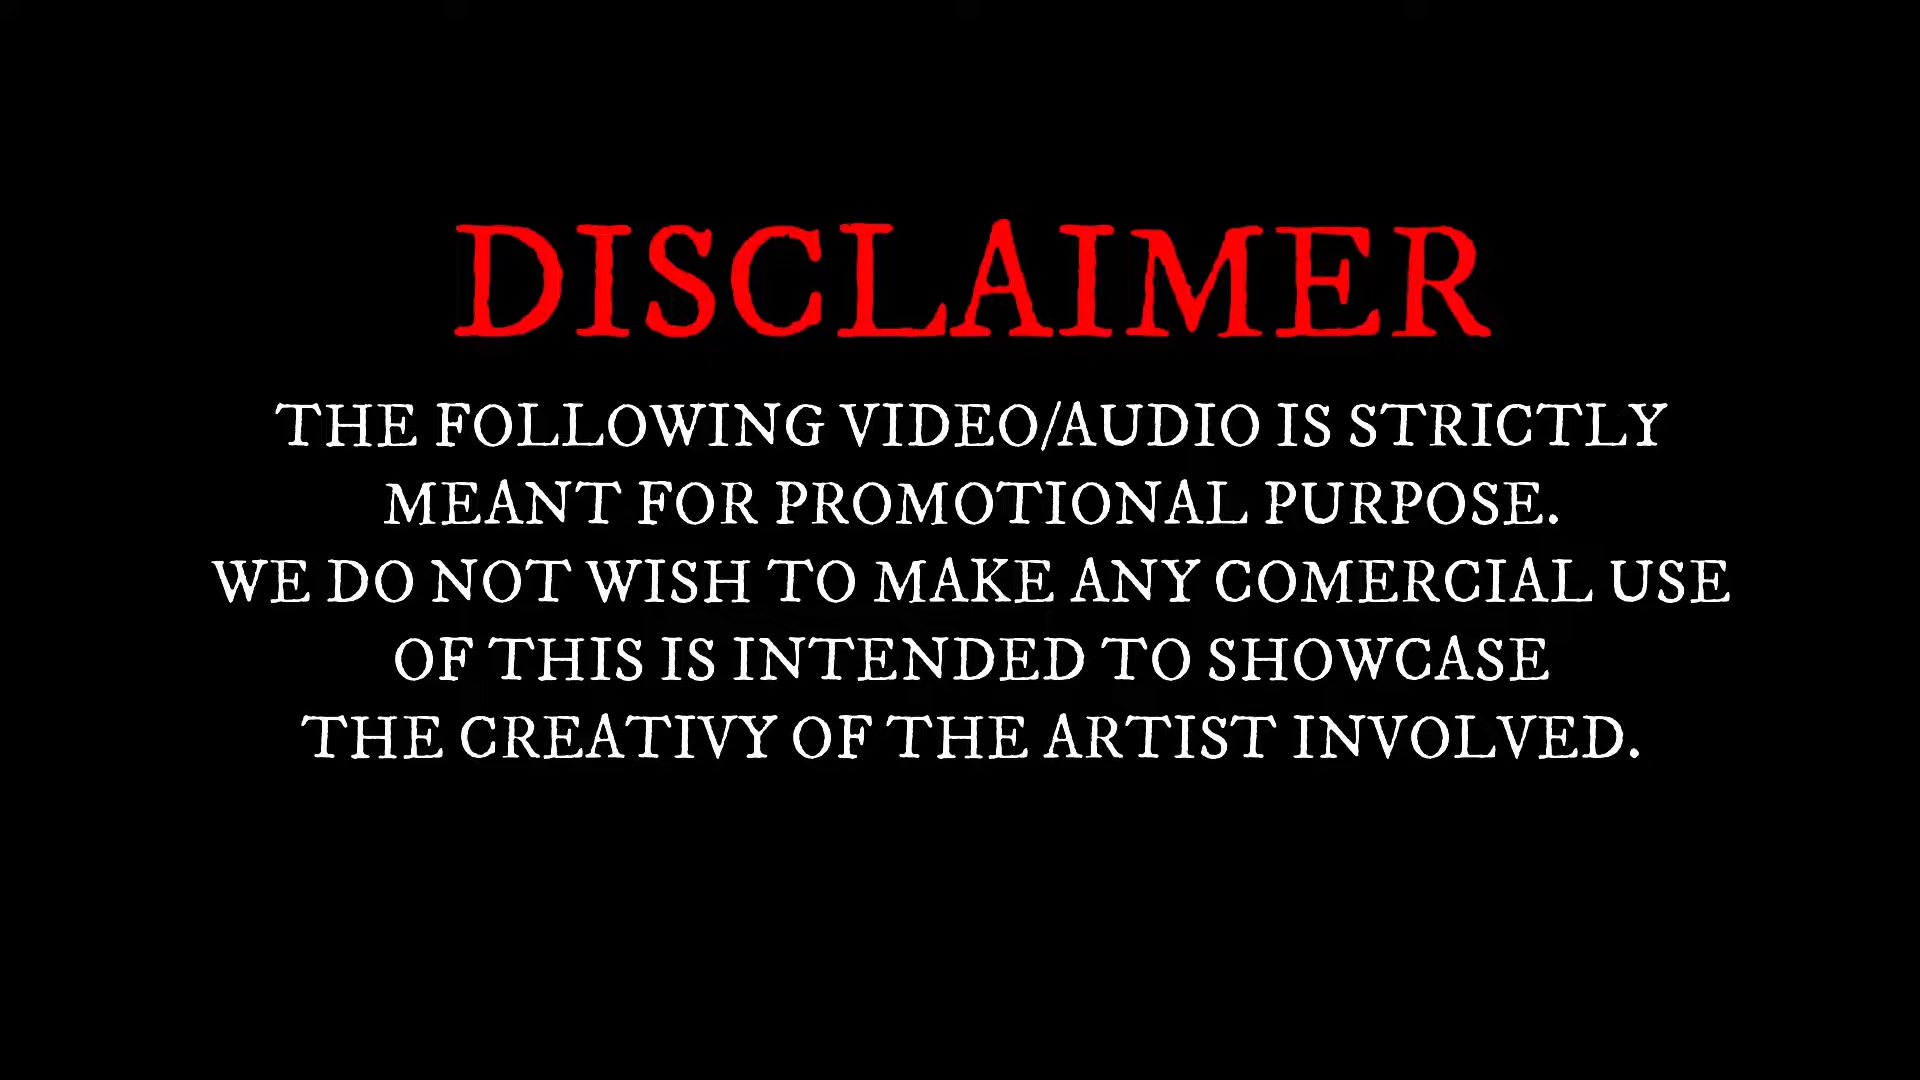 DISCLAIMER
THE FOLLOWING VIDEO/AUDIO IS STRICTLY
MEANT FOR PROMOTIONAL PURPOSE.
WE DO NOT WISH TO MAKE ANY COMERCIAL USE
OF THIS IS INTENDED TO SHOWCASE
THE CREATIVY OF THE ARTIST INVOLVED.